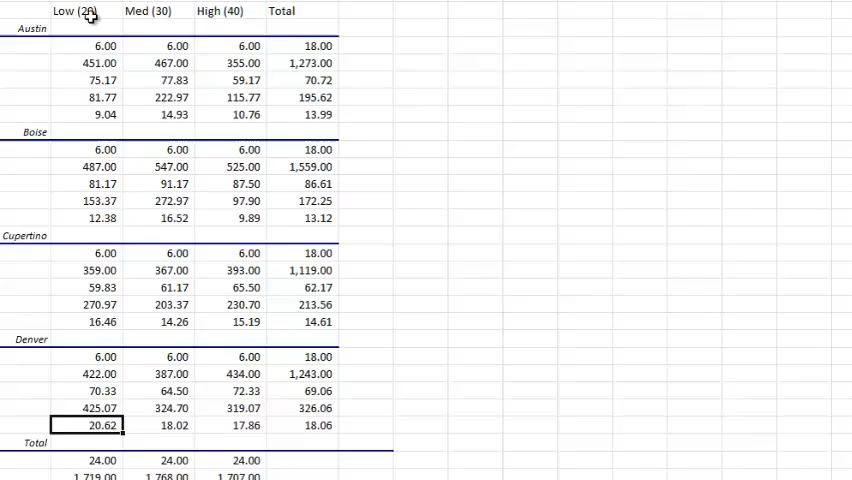 Low (20) Med (30) High (40) Total
Austin
6.00 6.00 6.00 18.00
451.00 467.00 355.00 1,273.00
75.17 77.83 59.17 70.72
81.77 222.97 115.77 195.62
9.04 14.93 10.76 13.99
Boise
6.00 6.00 6.00 18.00
487.00 547.00 525.00 1,559.00
81.17 91.17 87.50 86.61
153.37 272.97 97.90 172.25
12.38 16.52 9.89 13.12
Cupertino
6.00 6.00 6.00 18.00
359.00 367.00 393.00 1,119.00
59.83 61.17 65.50 62.17
270.97 203.37 230.70 213.56
16.46 14.26 15.19 14.61
Denver
6.00 6.00 6.00 18.00
422.00 387.00 434.00 1,243.00
70.33 64.50 72.33 69.06
425.07 324.70 319.07 326.06
20.62 18.02 17.86 18.06
Total
24.00 24.00 24.00
1,719.00 1,768.00 1,707.00